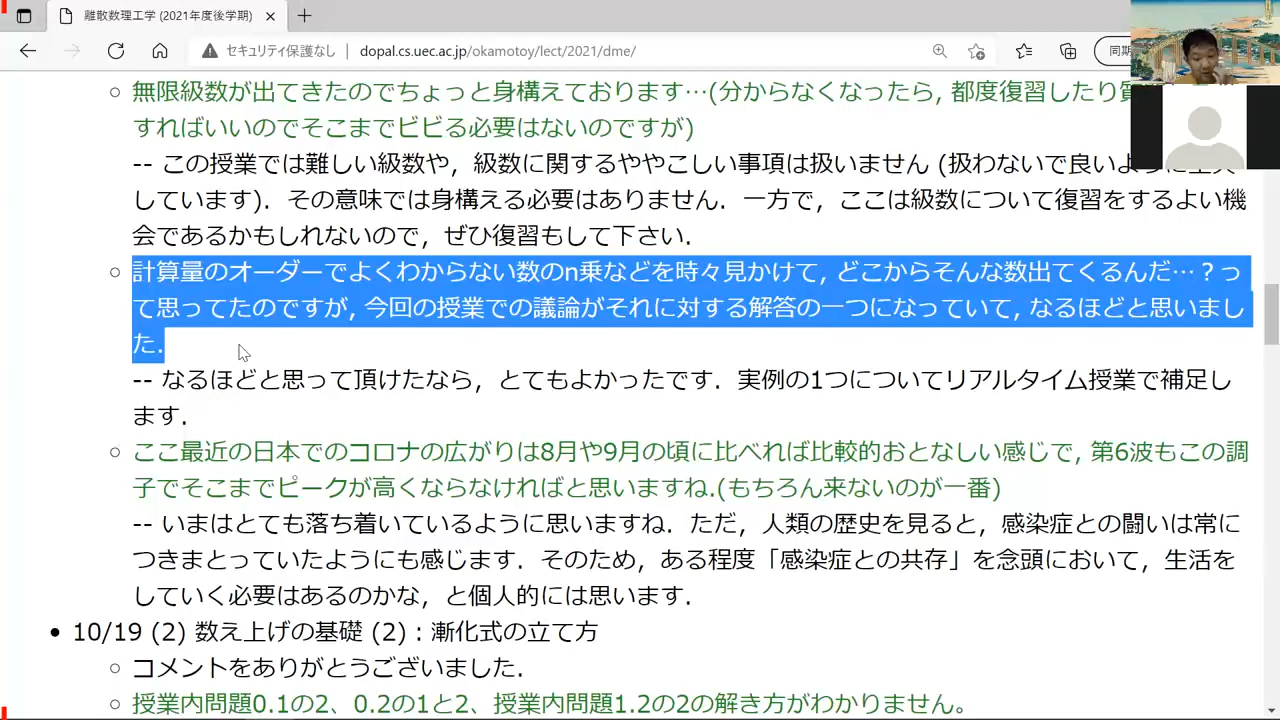 離散数理工学 (2021年度後学期)
セキュリティ保護なし
dopal.cs.uec.ac.jp/okamotoy/lect/2021/dme/
同期
無限級数が出てきたのでちょっと身構えております…(分からなくなったら, 都度復習したり
すればいいのでそこまでビビる必要はないのですが)
-- この授業では難しい級数や，級数に関するややこしい事項は扱いません (扱わないで良いように
しています)．その意味では身構える必要はありません．一方で，ここは級数について復習をするよい機
会であるかもしれないので，ぜひ復習もして下さい．
計算量のオーダーでよくわからない数のn乗などを時々見かけて, どこからそんな数出てくるんだ…？っ
て思ってたのですが, 今回の授業での議論がそれに対する解答の一つになっていて, なるほどと思いまし
た.
-- なるほどと思って頂けたなら，とてもよかったです．実例の1つについてリアルタイム授業で補足し
ます．
ここ最近の日本でのコロナの広がりは8月や9月の頃に比べれば比較的おとなしい感じで, 第6波もこの調
子でそこまでピークが高くならなければと思いますね.(もちろん来ないのが一番)
-- いまはとても落ち着いているように思いますね．ただ，人類の歴史を見ると，感染症との闘いは常に
つきまとっていたようにも感じます．そのため，ある程度「感染症との共存」を念頭において，生活を
していく必要はあるのかな，と個人的には思います．
10/19 (2) 数え上げの基礎 (2)：漸化式の立て方
コメントをありがとうございました．
授業内問題0.1の2、0.2の1と2、授業内問題1.2の2の解き方がわかりません。